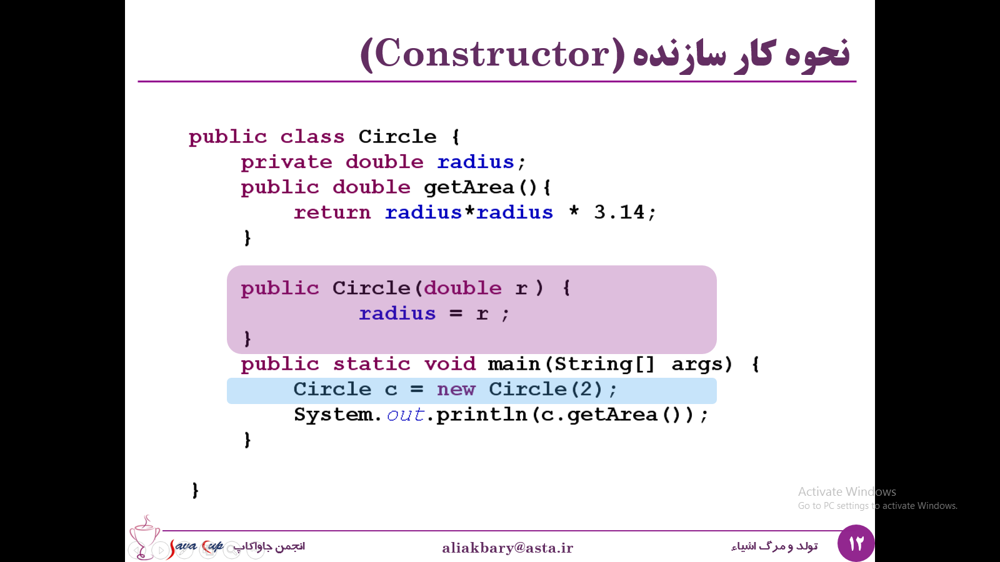 نحوه کار سازنده (Constructor)
public class Circle {
private double radius;
public double getArea(){
return radius*radius * 3.14;
}
public Circle(double r ) {
radius = r ;
}
public static void main(String[] args) {
Circle c = new Circle(2);
System.out.println(c.getArea());
}
}
Activate Windows
Go to PC settings to activate Windows.
۱۲
تولد و مرگ اشیاء
aliakbary@asta.ir
انجمن جاواکاپ
Java Cup